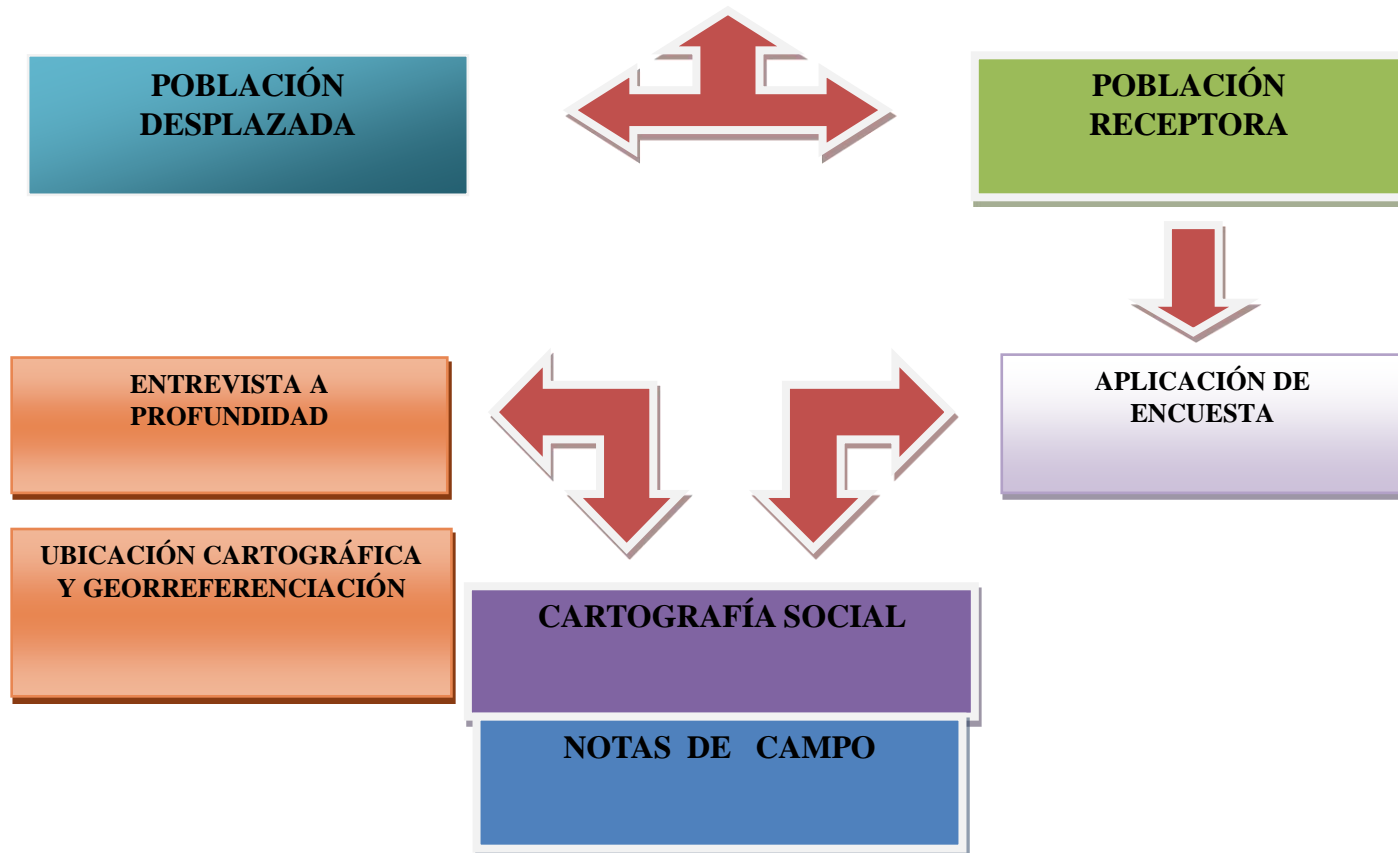 POBLACIÓN
DESPLAZADA
POBLACIÓN
RECEPTORA
ENTREVISTA A
PROFUNDIDAD
APLICACIÓN DE
ENCUESTA
UBICACIÓN CARTOGRÁFICA
Y GEORREFERENCIACIÓN
CARTOGRAFÍA SOCIAL
NOTAS DE CAMPO